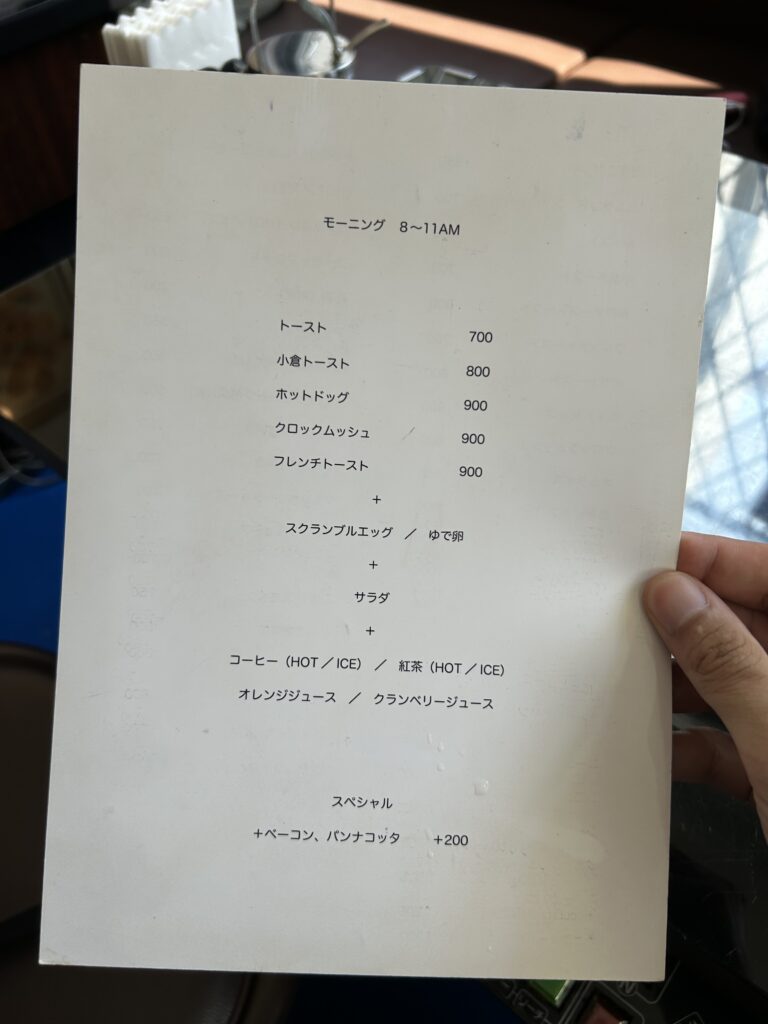 モーニング 8〜11AM
トースト 700
小倉トースト 800
ホットドッグ 900
クロックムッシュ 900
フレンチトースト 900
+
スクランブルエッグ / ゆで卵
+
サラダ
+
コーヒー(HOT/ICE) / 紅茶(HOT/ICE)
オレンジジュース / クランベリージュース
スペシャル
+ベーコン、パンナコッタ +200